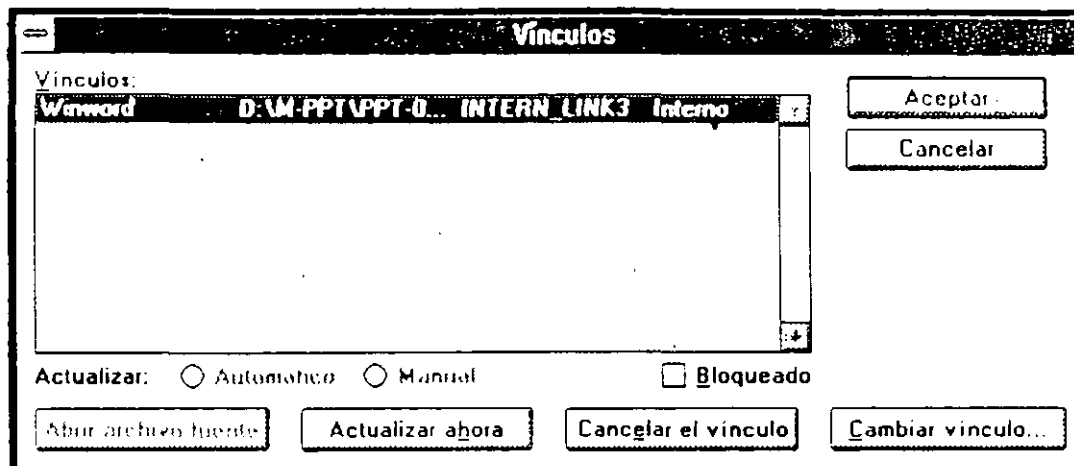 Vínculos
Vínculos:
Winword D:\M-PPT\PPT-0... INTERN_LINK3 Interno
Aceptar
Cancelar
Actualizar: Automático Manual Bloqueado
Abrir archivo fuente Actualizar ahora Cancelar el vínculo Cambiar vínculo...